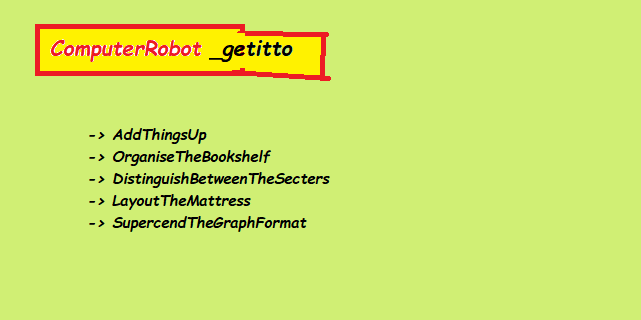 ComputerRobot _getitto
-> AddThingsUp
-> OrganiseTheBookshelf
-> DistinguishBetweenTheSecters
-> LayoutTheMattress
-> SupercendTheGraphFormat